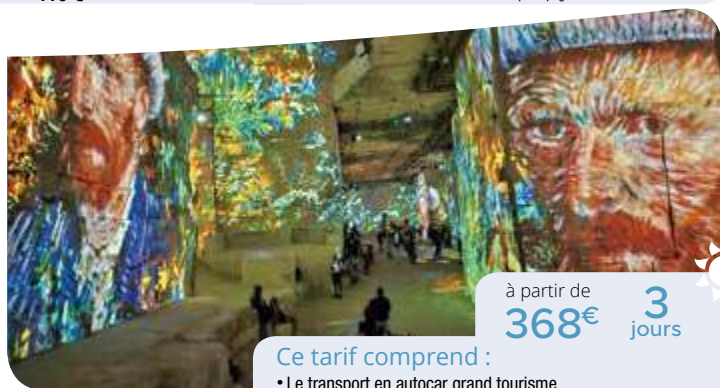 à partir de
368€
3
jours
Ce tarif comprend :
• Le transport en autocar grand tourisme